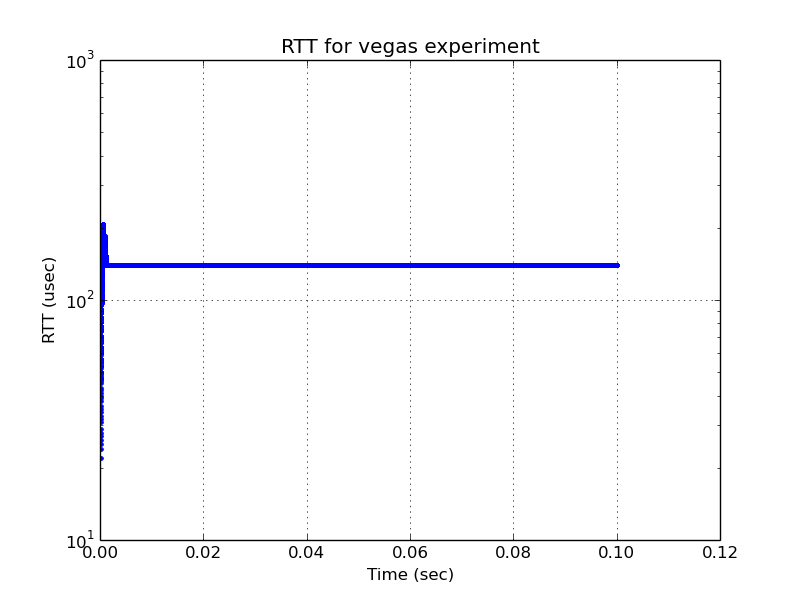 RTT for vegas experiment
10³
10²
10¹
RTT (usec)
0.00 0.02 0.04 0.06 0.08 0.10 0.12
Time (sec)